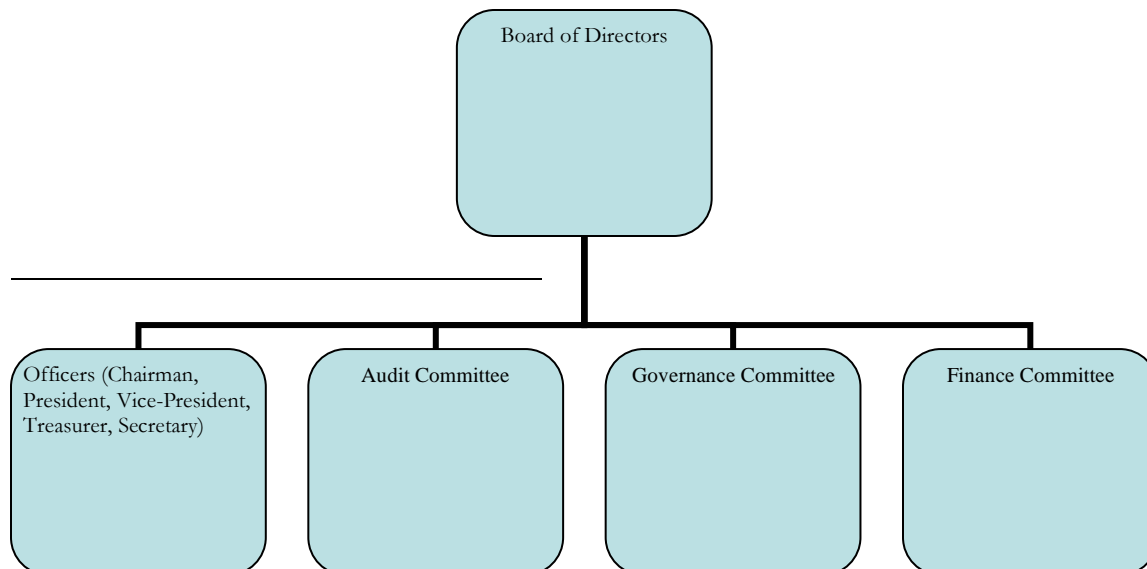 Board of Directors
Officers (Chairman,
President, Vice-President,
Treasurer, Secretary)
Audit Committee
Governance Committee
Finance Committee